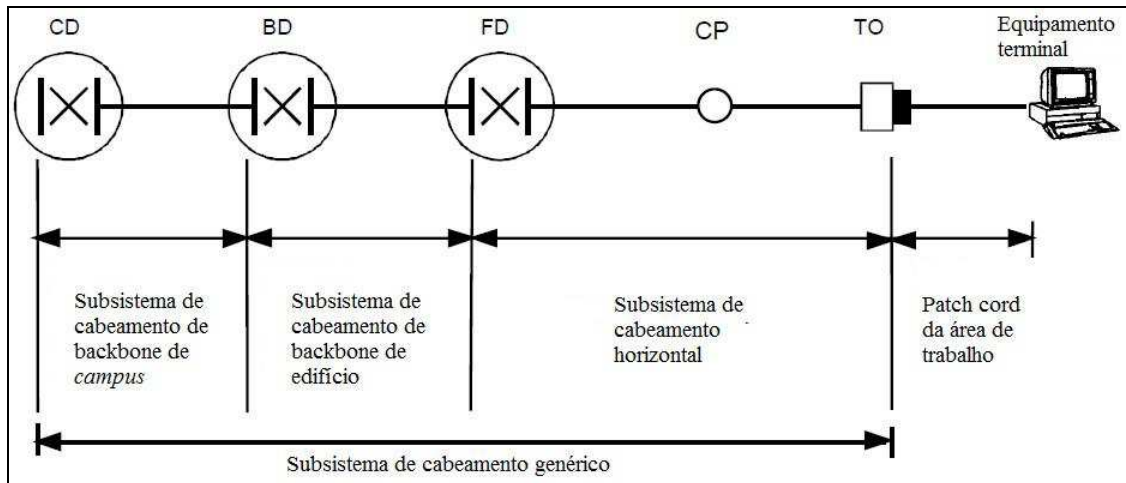 CD
BD
FD
CP
TO
Equipamento
terminal
Subsistema de
cabeamento de
backbone de
campus
Subsistema de
cabeamento de
backbone de
edifício
Subsistema de
cabeamento
horizontal
Patch cord
da área de
trabalho
Subsistema de cabeamento genérico